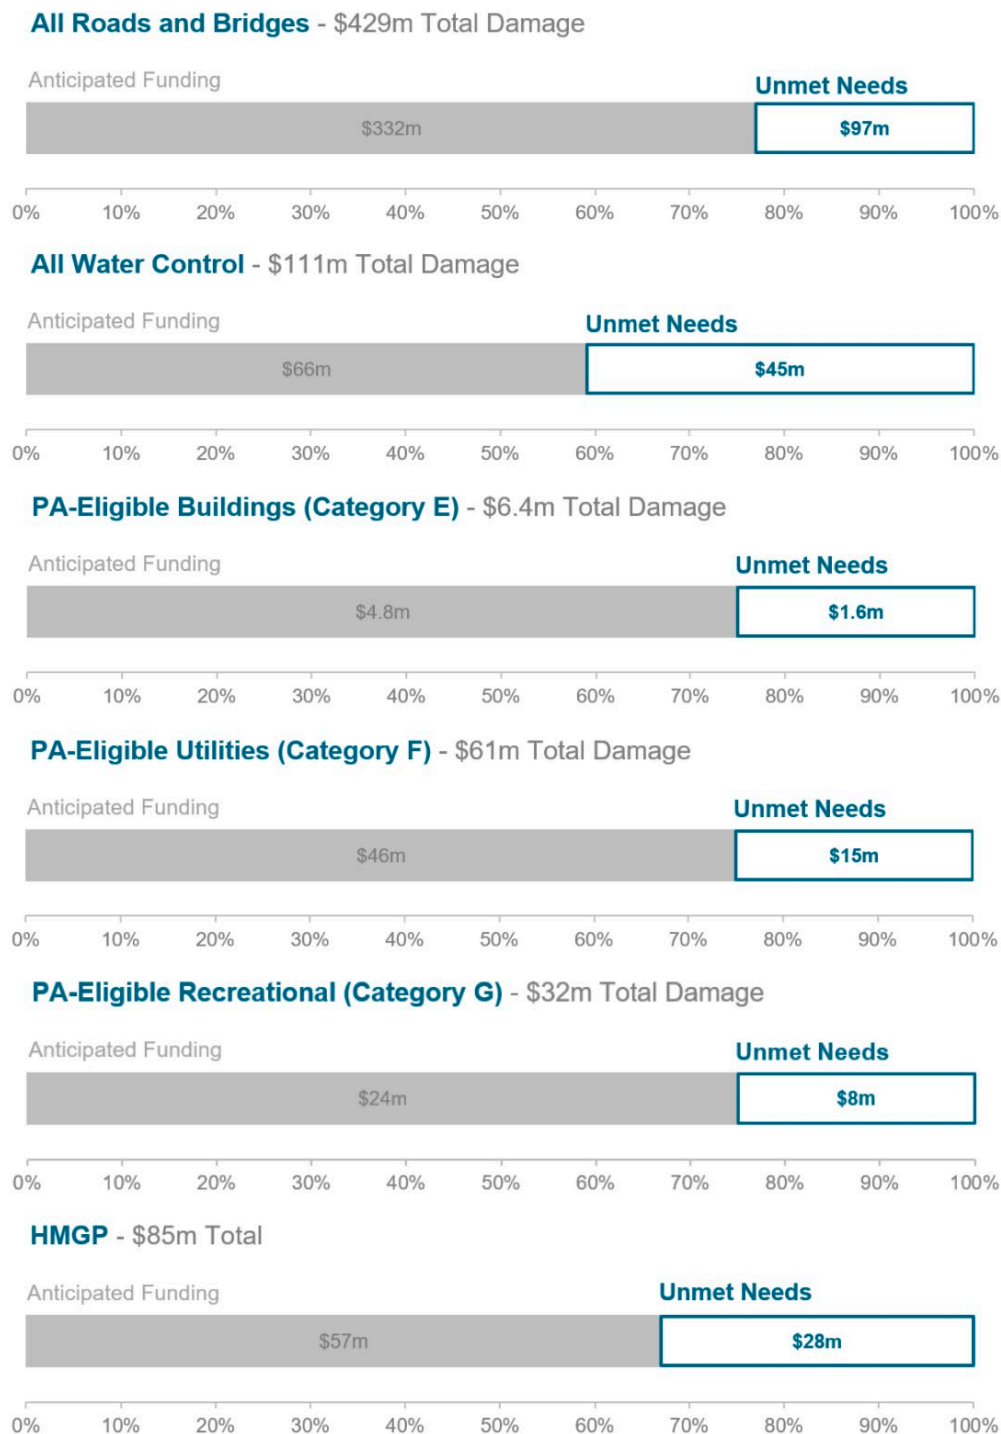 All Roads and Bridges - $429m Total Damage
Anticipated Funding
Unmet Needs
$332m $97m
0% 10% 20% 30% 40% 50% 60% 70% 80% 90% 100%
All Water Control - $111m Total Damage
Anticipated Funding
Unmet Needs
$66m $45m
0% 10% 20% 30% 40% 50% 60% 70% 80% 90% 100%
PA-Eligible Buildings (Category E) - $6.4m Total Damage
Anticipated Funding
Unmet Needs
$4.8m $1.6m
0% 10% 20% 30% 40% 50% 60% 70% 80% 90% 100%
PA-Eligible Utilities (Category F) - $61m Total Damage
Anticipated Funding
Unmet Needs
$46m $15m
0% 10% 20% 30% 40% 50% 60% 70% 80% 90% 100%
PA-Eligible Recreational (Category G) - $32m Total Damage
Anticipated Funding
Unmet Needs
$24m $8m
0% 10% 20% 30% 40% 50% 60% 70% 80% 90% 100%
HMGP - $85m Total
Anticipated Funding
Unmet Needs
$57m $28m
0% 10% 20% 30% 40% 50% 60% 70% 80% 90% 100%